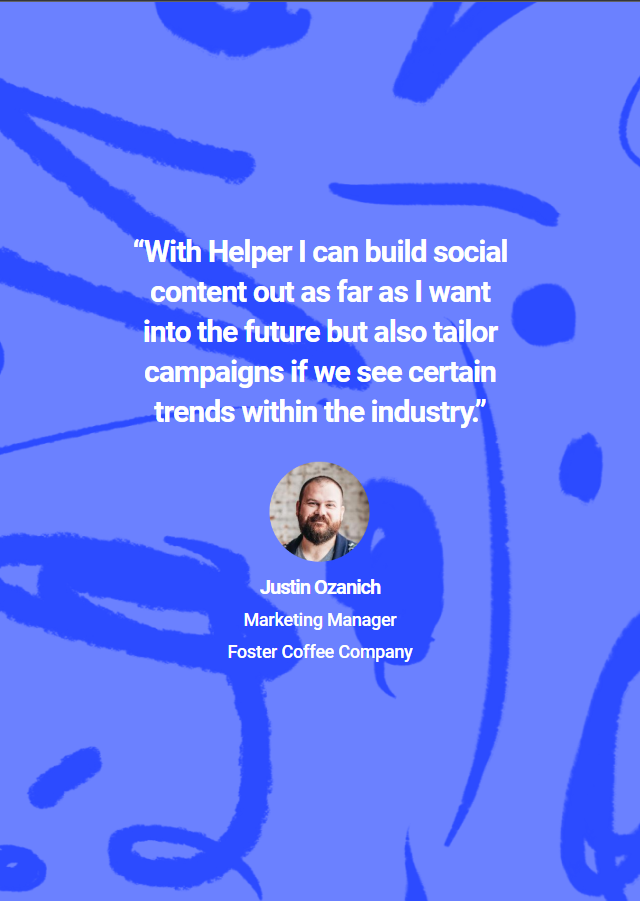 “With Helper I can build social
content out as far as I want
into the future but also tailor
campaigns if we see certain
trends within the industry.”
Justin Ozanich
Marketing Manager
Foster Coffee Company